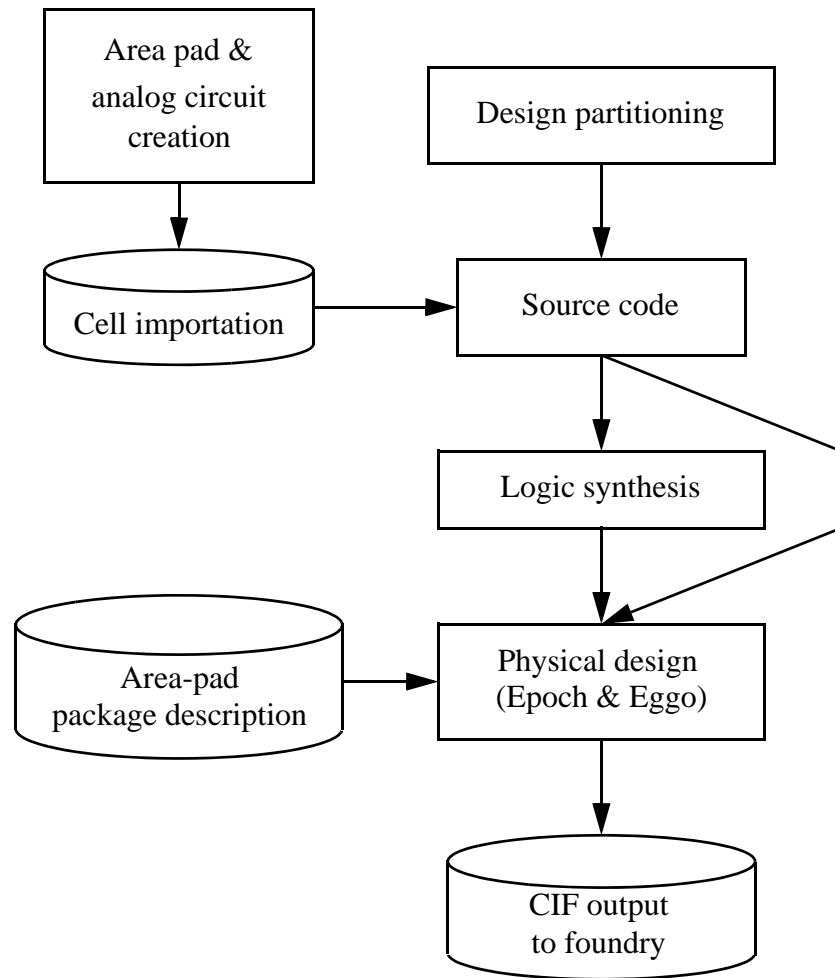 Area pad &
analog circuit
creation
Design partitioning
Cell importation
Source code
Logic synthesis
Area-pad
package description
Physical design
(Epoch & Eggo)
CIF output
to foundry